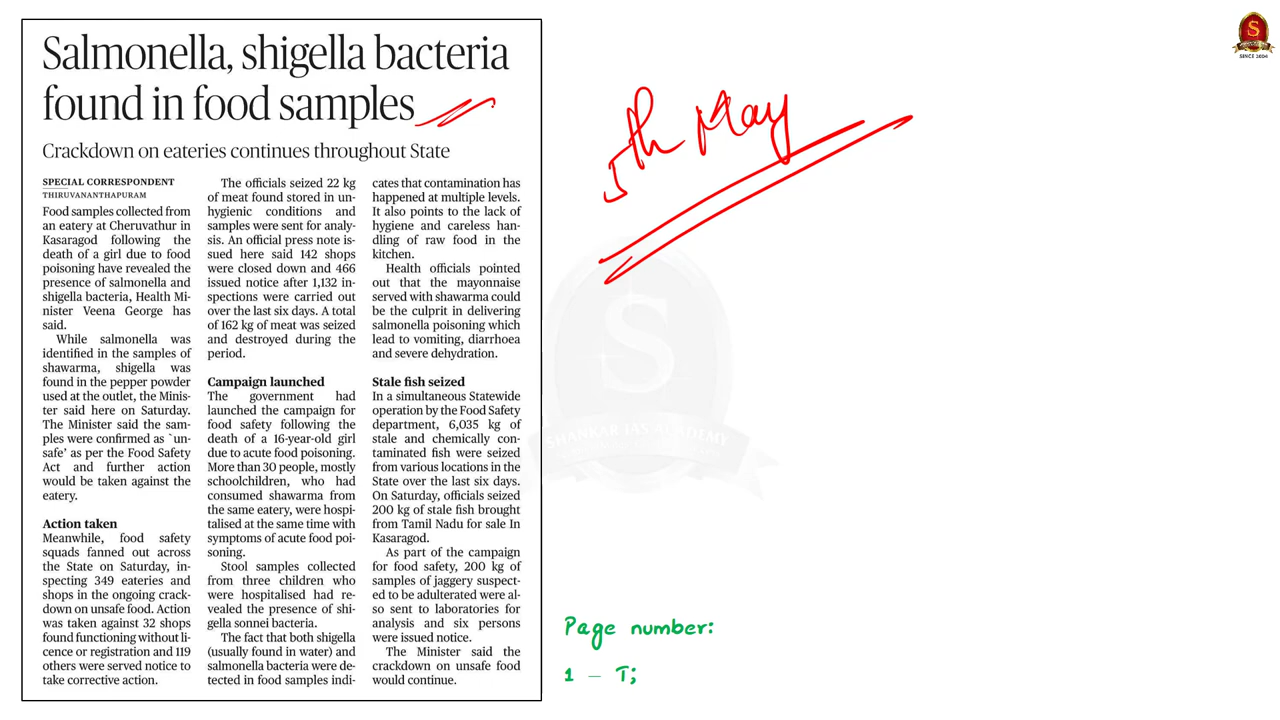 Salmonella, shigella bacteria
found in food samples
Crackdown on eateries continues throughout State
SPECIAL CORRESPONDENT
THIRUVANANTHAPURAM
Food samples collected from
an eatery at Cheruvathur in
Kasaragod following the
death of a girl due to food
poisoning have revealed the
presence of salmonella and
shigella bacteria, Health Mi-
nister Veena George has
said.
While salmonella was
identified in the samples of
shawarma, shigella was
found in the pepper powder
used at the outlet, the Minis-
ter said here on Saturday.
The Minister said the sam-
ples were confirmed as `un-
safe' as per the Food Safety
Act and further action
would be taken against the
eatery.
Action taken
Meanwhile, food safety
squads fanned out across
the State on Saturday, in-
specting 349 eateries and
shops in the ongoing crack-
down on unsafe food. Action
was taken against 32 shops
found functioning without li-
cence or registration and 119
others were served notice to
take corrective action.
The officials seized 22 kg
of meat found stored in un-
hygienic conditions and
samples were sent for analy-
sis. An official press note is-
sued here said 142 shops
were closed down and 466
issued notice after 1,132 in-
spections were carried out
over the last six days. A total
of 162 kg of meat was seized
and destroyed during the
period.
Campaign launched
The government had
launched the campaign for
food safety following the
death of a 16-year-old girl
due to acute food poisoning.
More than 30 people, mostly
schoolchildren, who had
consumed shawarma from
the same eatery, were hospi-
talised at the same time with
symptoms of acute food poi-
soning.
Stool samples collected
from three children who
were hospitalised had re-
vealed the presence of shi-
gella sonnei bacteria.
The fact that both shigella
(usually found in water) and
salmonella bacteria were de-
tected in food samples indi-
cates that contamination has
happened at multiple levels.
It also points to the lack of
hygiene and careless han-
dling of raw food in the
kitchen.
Health officials pointed
out that the mayonnaise
served with shawarma could
be the culprit in delivering
salmonella poisoning which
lead to vomiting, diarrhoea
and severe dehydration.
Stale fish seized
In a simultaneous Statewide
operation by the Food Safety
department, 6,035 kg of
stale and chemically con-
taminated fish were seized
from various locations in the
State over the last six days.
On Saturday, officials seized
200 kg of stale fish brought
from Tamil Nadu for sale In
Kasaragod.
As part of the campaign
for food safety, 200 kg of
samples of jaggery suspect-
ed to be adulterated were al-
so sent to laboratories for
analysis and six persons
were issued notice.
The Minister said the
crackdown on unsafe food
would continue.
5th May
SINCE 2004
S
SHANKAR IAS ACADEMY
Page number:
1 – T;